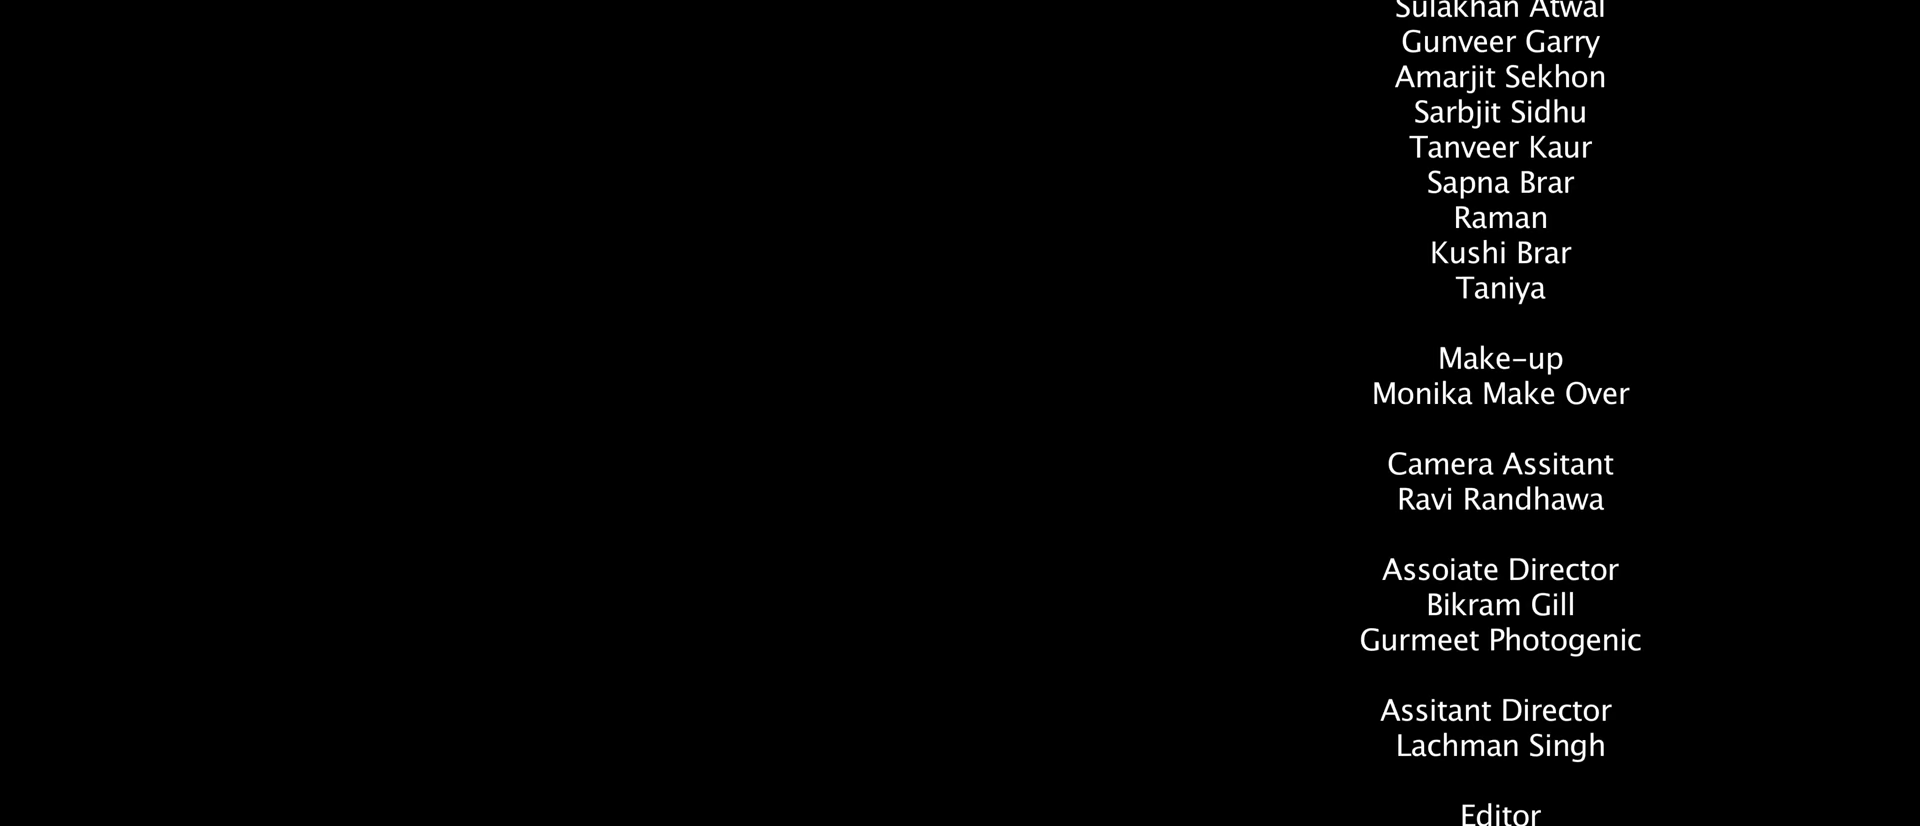 Sulakhan Atwal
Gunveer Garry
Amarjit Sekhon
Sarbjit Sidhu
Tanveer Kaur
Sapna Brar
Raman
Kushi Brar
Taniya
Make-up
Monika Make Over
Camera Assitant
Ravi Randhawa
Assoiate Director
Bikram Gill
Gurmeet Photogenic
Assitant Director
Lachman Singh
Editor